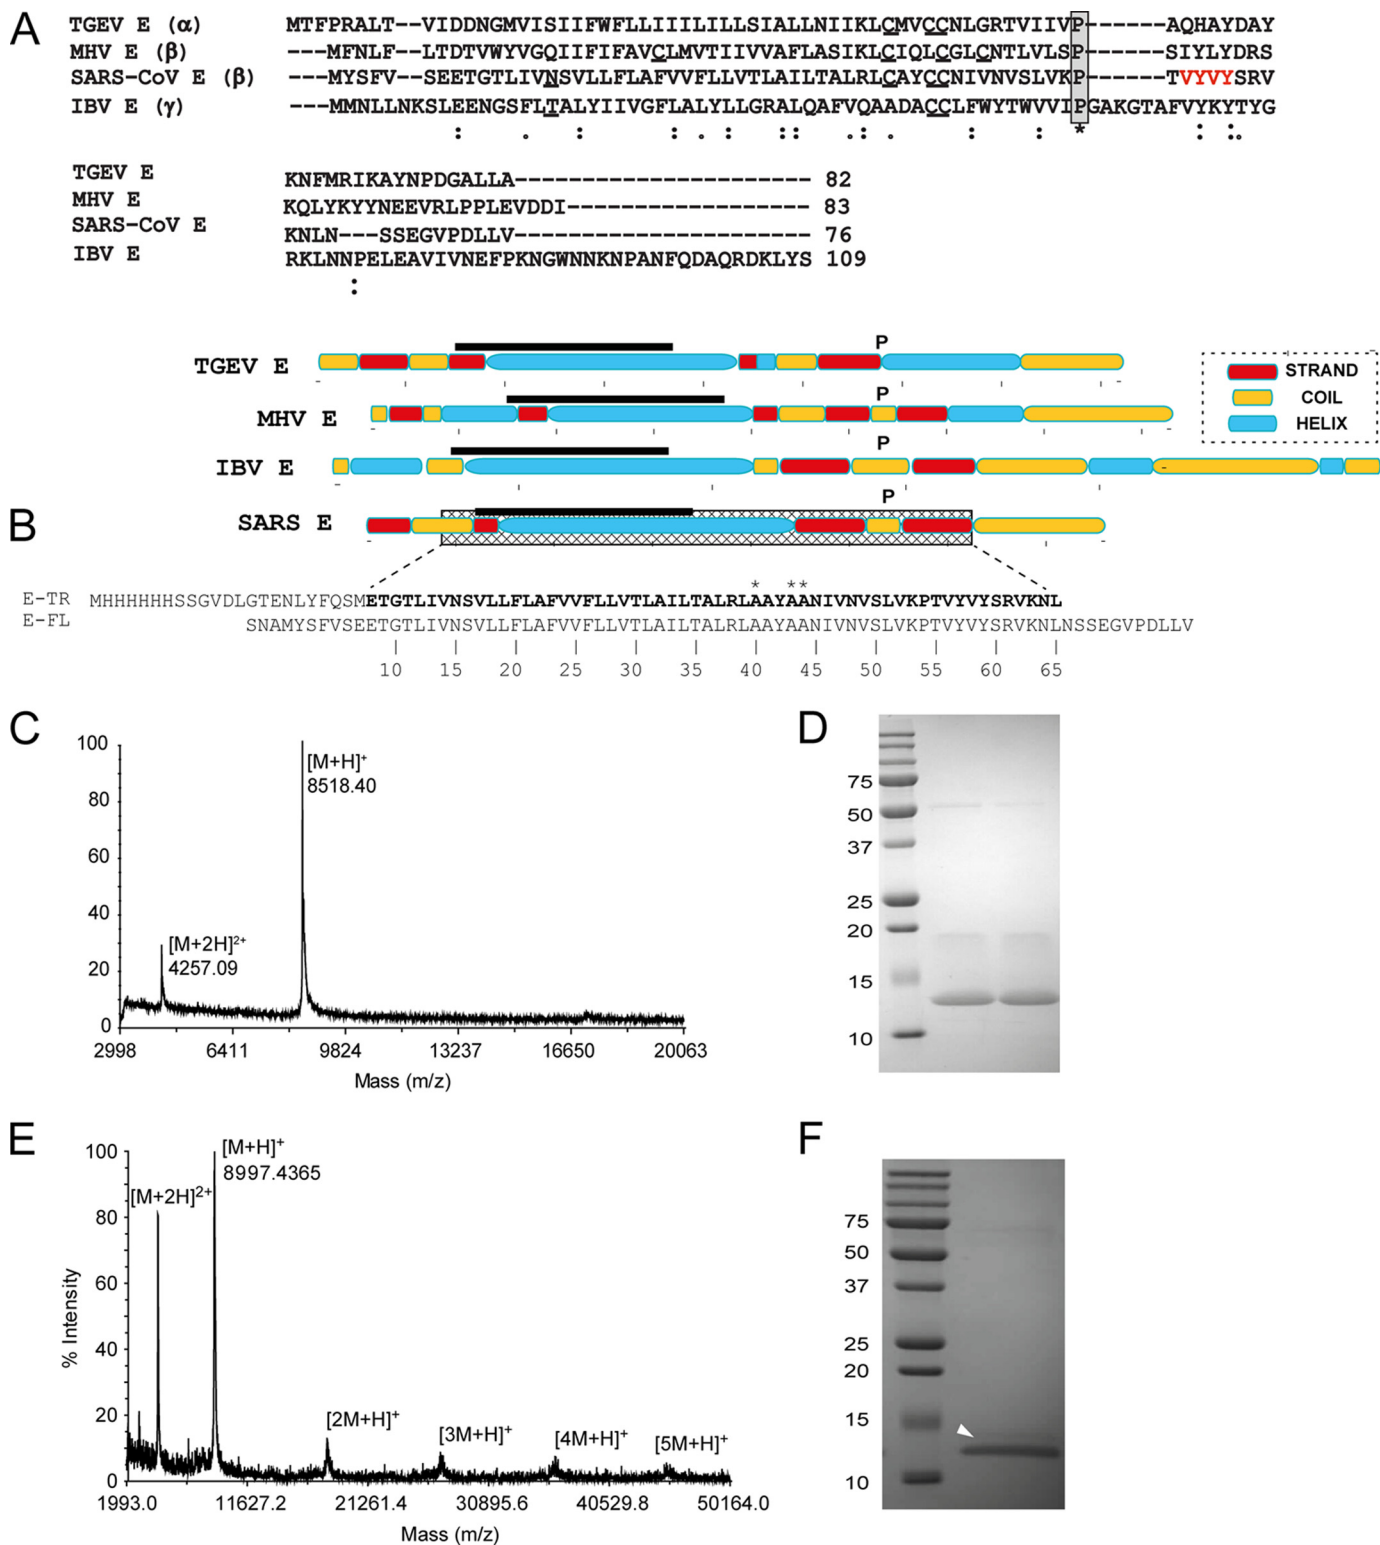 A
TGEV E (α) MTFPRALT--VIDDNGMVISIIFWFLLIIILILLSIALLNIIKLCMVCCNLGRTVIIVP------AQHAYDAY
MHV E (β) ---MFNLF--LTDTVWYVGQIIFIFAVCLMVTIIVVAFLASIKLCIQLCGLCNTLVLSP------SIYLYDRS
SARS-CoV E (β) ---MYSFV--SEETGTLIVNSVLLFLAFVVFLLVTLAILTALRLCAYCCNIVNVSLVKP------TVYVYSRV
IBV E (γ) ---MMNLLNKSLEENGSFLTALYIIVGFLALYLLGRALQAFVQAADACCLFWYTWVVIPGAKGTAFVYKYTYG
: . : : . : : : : . : : * : :.
TGEV E KNFMRIKAYNPDGALLA----------------------- 82
MHV E KQLYKYYNEEVRLPPLEVDDI------------------- 83
SARS-CoV E KNLN---SSEGVPDLLV----------------------- 76
IBV E RKLNNPELEAVIVNEFPKNGWNNKNPANFQDAQRDKLYS 109
:
P
TGEV E
P
MHV E
P
IBV E
P
SARS E
STRAND
COIL
HELIX
B
* **
E-TR MHHHHHHSSGVDLGTENLYFQSMETGTLIVNSVLLFLAFVVFLLVTLAILTALRLAAYAANIVNVSLVKPTVYVYSRVKNL
E-FL SNAMYSFVSEETGTLIVNSVLLFLAFVVFLLVTLAILTALRLAAYAANIVNVSLVKPTVYVYSRVKNLNSSEGVPDLLV
10 15 20 25 30 35 40 45 50 55 60 65
C
100
80
60
40
20
0
[M+H]+
8518.40
[M+2H]2+
4257.09
2998 6411 9824 13237 16650 20063
Mass (m/z)
D
75
50
37
25
20
15
10
E
% Intensity
100
80
60
40
20
0
[M+H]+
8997.4365
[M+2H]2+
[2M+H]+
[3M+H]+
[4M+H]+
[5M+H]+
1993.0 11627.2 21261.4 30895.6 40529.8 50164.0
Mass (m/z)
F
75
50
37
25
20
15
10